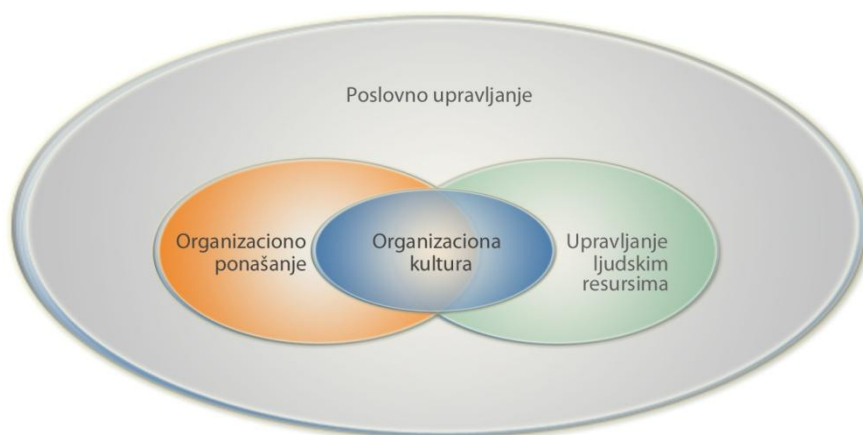 Poslovno upravljanje
Organizaciono
ponašanje
Organizaciona
kultura
Upravljanje
ljudskim
resursima